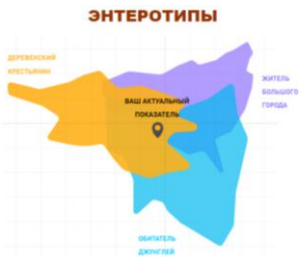 ЭНТЕРОТИПЫ
ДЕРЕВЕНСКИЙ
КРЕСТЬЯНИН
ЖИТЕЛЬ
БОЛЬШОГО
ГОРОДА
ВАШ АКТУАЛЬНЫЙ
ПОКАЗАТЕЛЬ
ОБИТАТЕЛЬ
ДЖУНГЛЕЙ